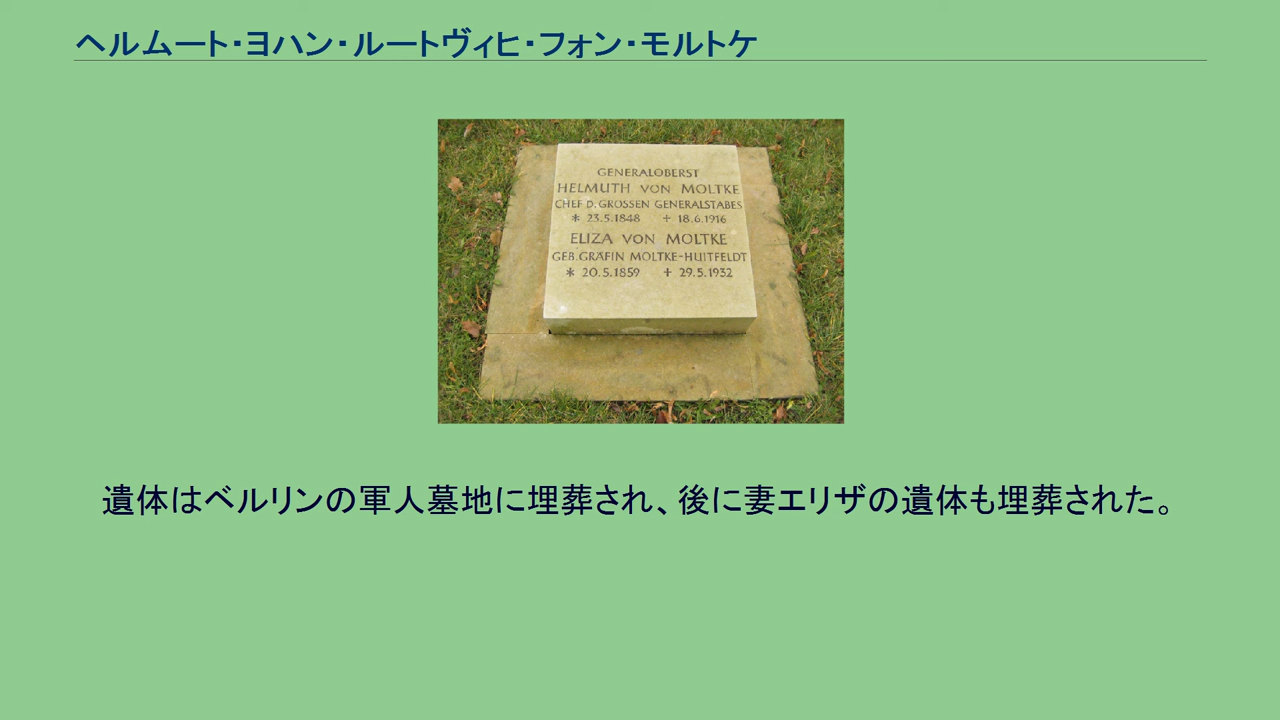 ヘルムート・ヨハン・ルートヴィヒ・フォン・モルトケ
GENERALOBERST
HELMUTH VON MOLTKE
CHEF D. GROSSEN GENERALSTABES
* 23.5.1848 + 18.6.1916
ELIZA VON MOLTKE
GEB. GRÄFIN MOLTKE-HUITFELDT
* 20.5.1859 + 29.5.1932
遺体はベルリンの軍人墓地に埋葬され、後に妻エリザの遺体も埋葬された。